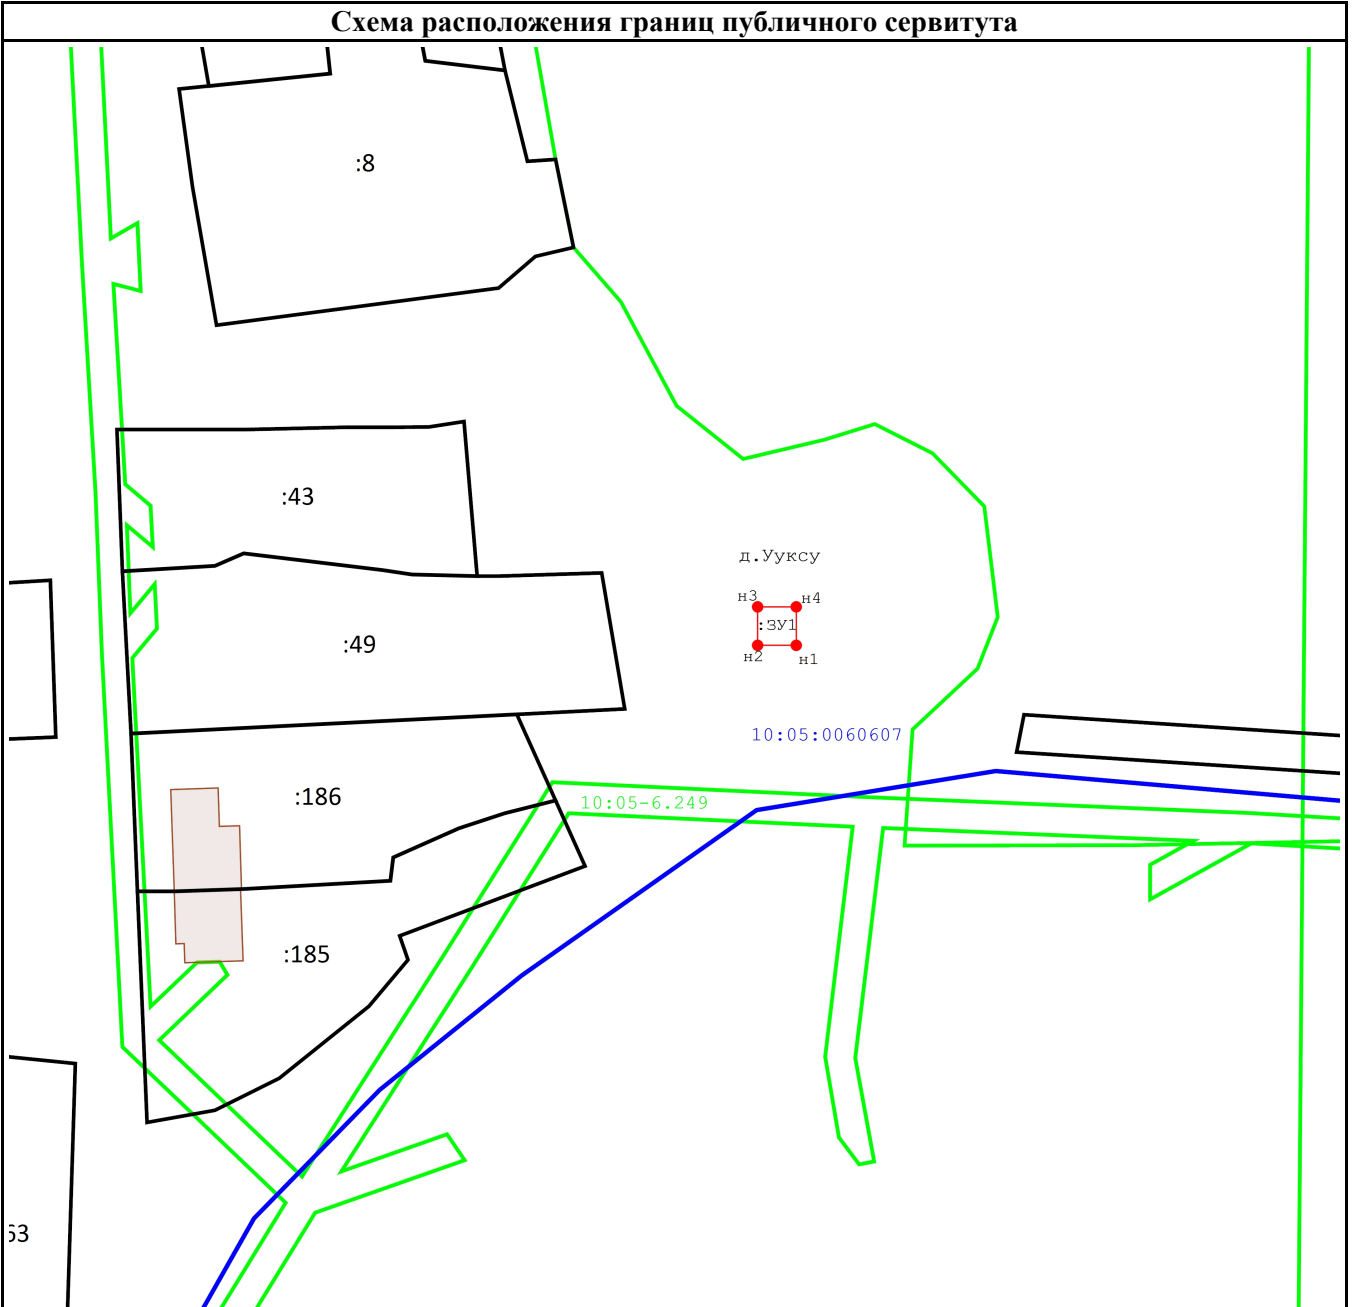 Схема расположения границ публичного сервитута
:8
:43
д.Ууксу
н3
н4
:ЗУ1
:49
н2
н1
10:05:0060607
:186
10:05-6.249
:185
63